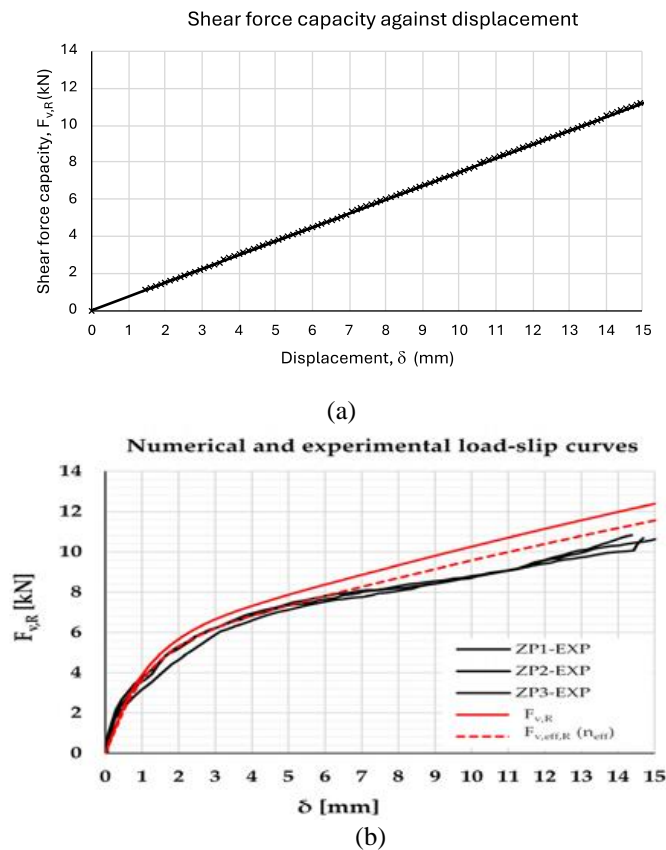 Shear force capacity against displacement
14
12
10
8
6
4
2
0
Shear force capacity, Fv,R(kN)
0 1 2 3 4 5 6 7 8 9 10 11 12 13 14 15
Displacement, δ (mm)
(a)
Numerical and experimental load-slip curves
14
12
10
8
6
4
2
0
Fv,R [kN]
ZP1-EXP
ZP2-EXP
ZP3-EXP
Fv,R
Fv,eff,R (neff)
0 1 2 3 4 5 6 7 8 9 10 11 12 13 14 15
δ [mm]
(b)